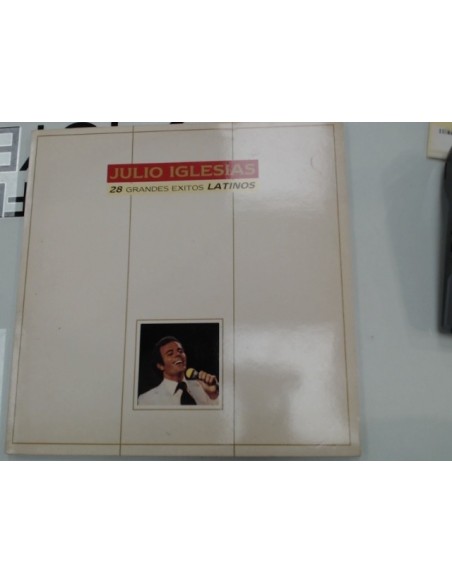 JULIO IGLESIAS
28 GRANDES EXITOS LATINOS